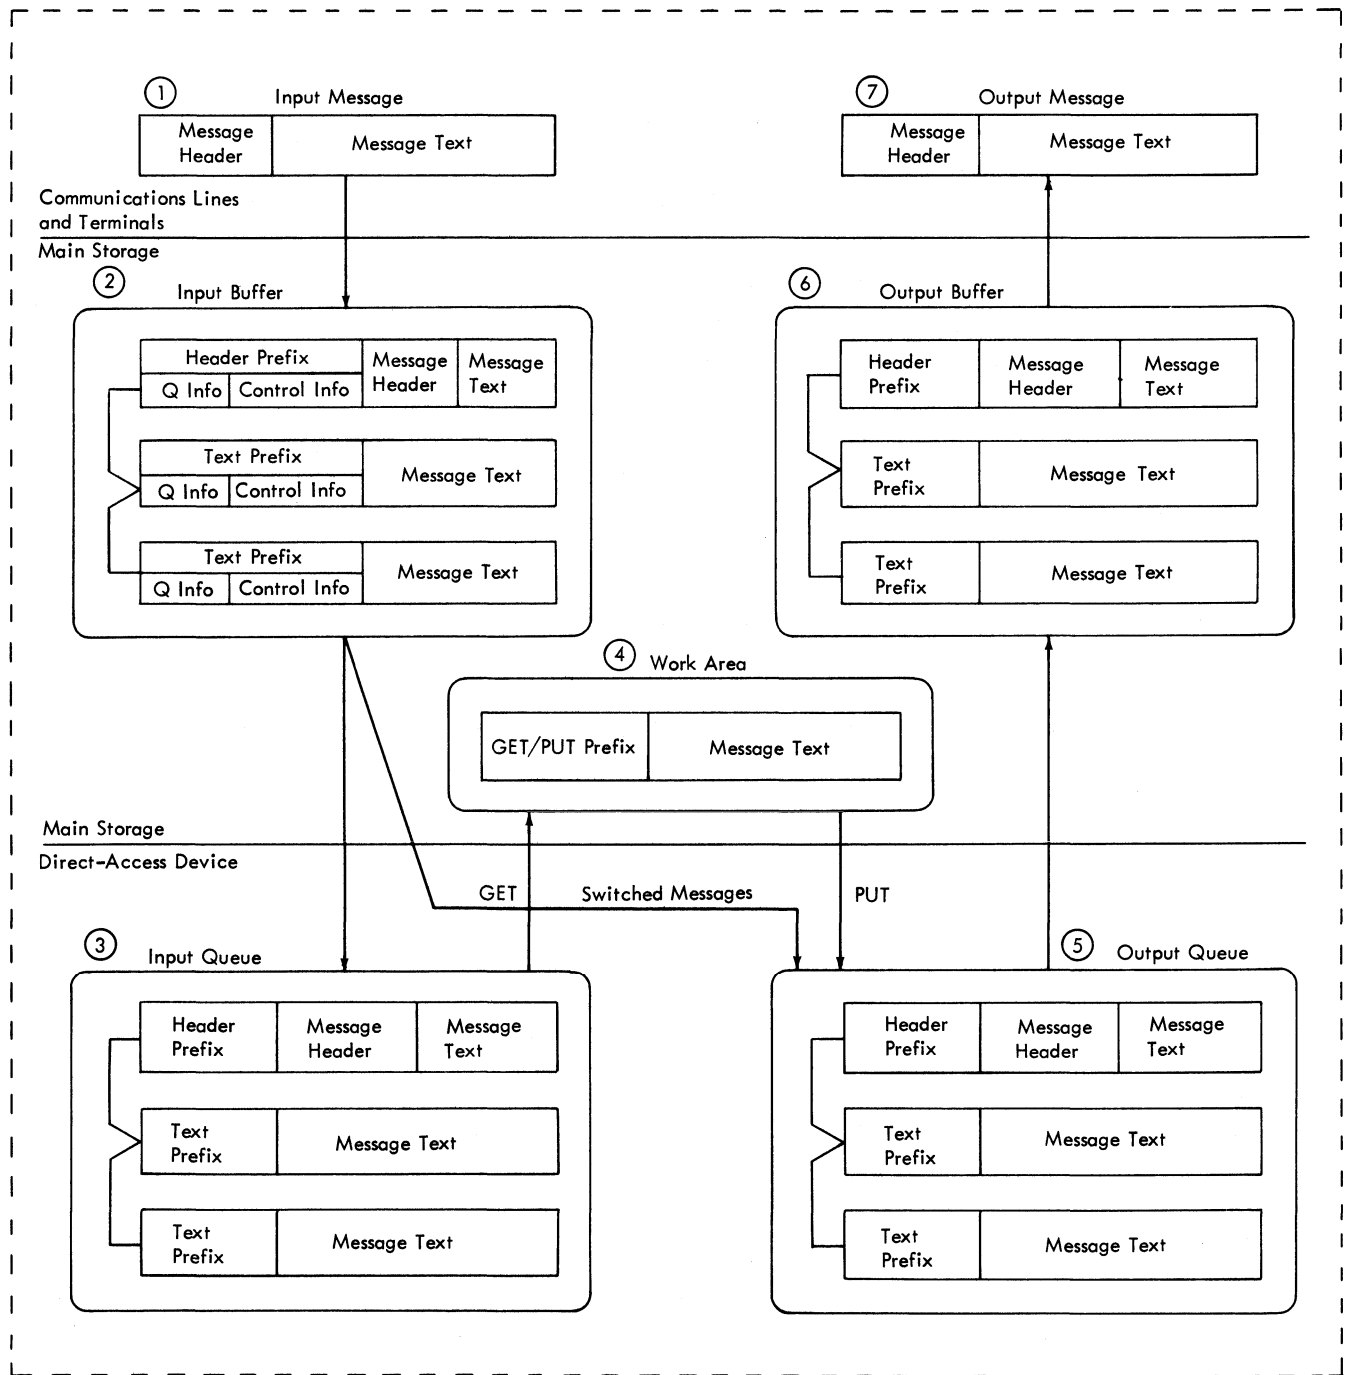 1
Input Message
Message
Header
Message Text
7
Output Message
Message
Header
Message Text
Communications Lines
and Terminals
Main Storage
2
Input Buffer
Header Prefix
Q Info
Control Info
Message
Header
Message
Text
Text Prefix
Q Info
Control Info
Message Text
Text Prefix
Q Info
Control Info
Message Text
6
Output Buffer
Header
Prefix
Message
Header
Message
Text
Text
Prefix
Message Text
Text
Prefix
Message Text
4
Work Area
GET/PUT Prefix
Message Text
Main Storage
Direct-Access Device
GET
Switched Messages
PUT
3
Input Queue
Header
Prefix
Message
Header
Message
Text
Text
Prefix
Message Text
Text
Prefix
Message Text
5
Output Queue
Header
Prefix
Message
Header
Message
Text
Text
Prefix
Message Text
Text
Prefix
Message Text